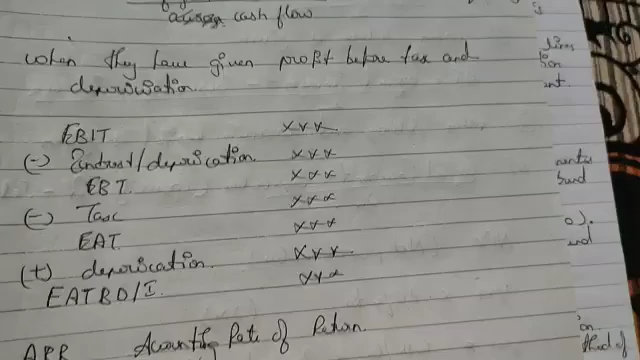 cash flow
when they have given profit before tax and
depreciation.
EBIT xxx
(-) Interest/depreciation. xxx
EBT. xxx
(-) Tax xxx
EAT. xxx
(+) depreciation. xxx
EATBD/I. xxx
ARR Accounting Rate of Return.